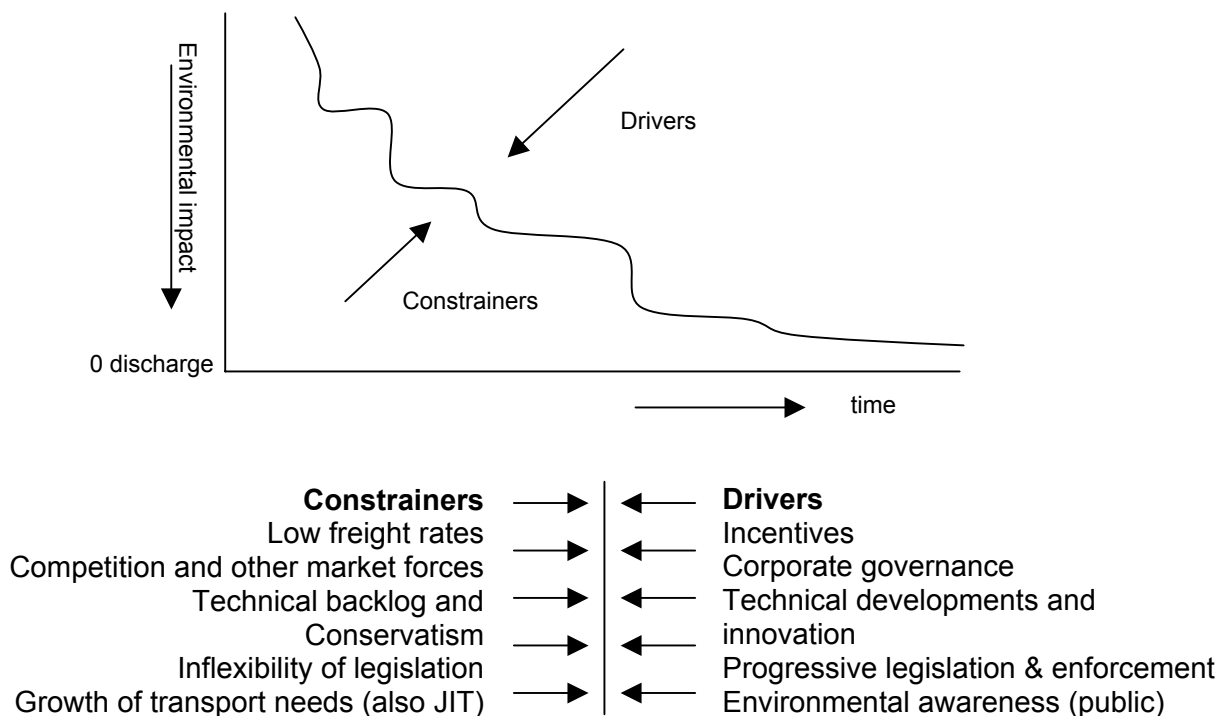 Environmental impact
Drivers
Constrainers
0 discharge
time
Constrainers
Low freight rates
Competition and other market forces
Technical backlog and
Conservatism
Inflexibility of legislation
Growth of transport needs (also JIT)
Drivers
Incentives
Corporate governance
Technical developments and
innovation
Progressive legislation & enforcement
Environmental awareness (public)